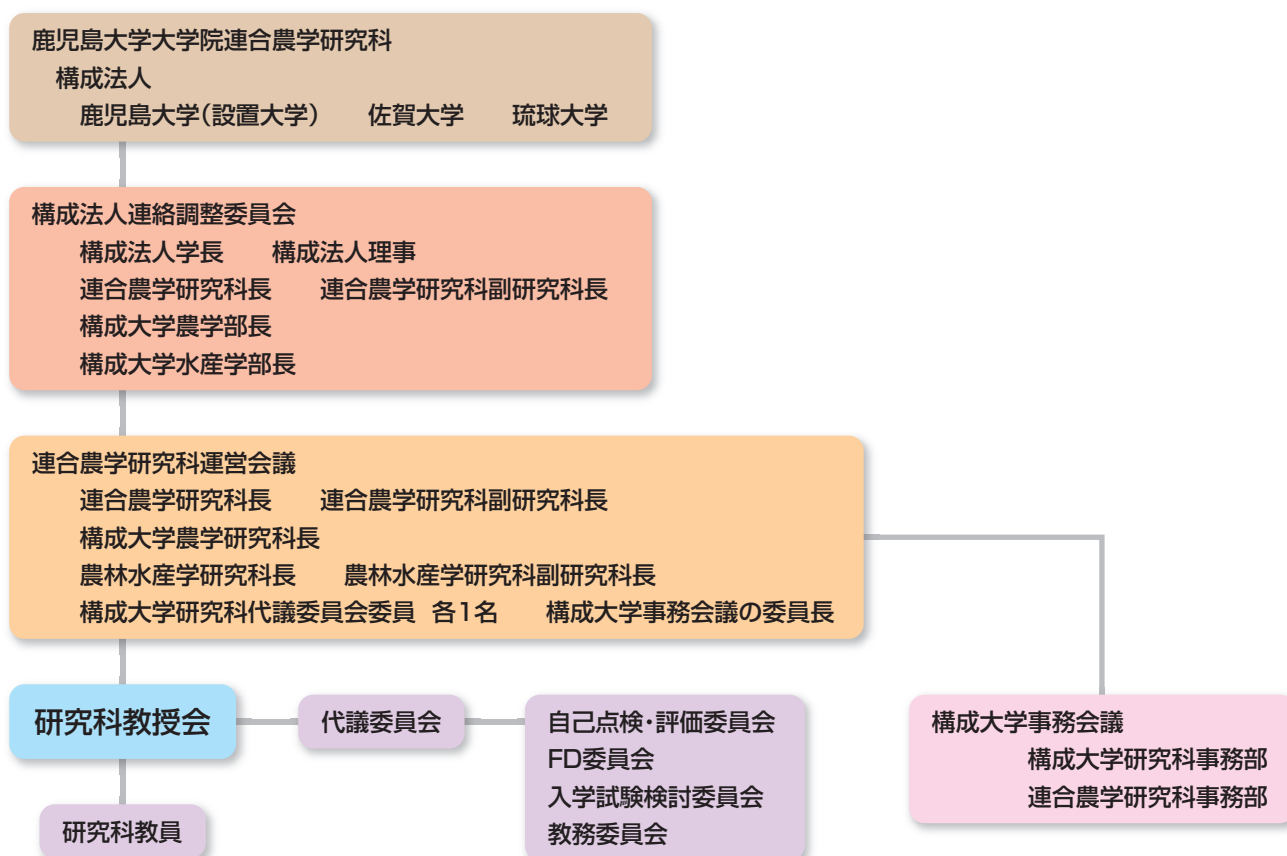 鹿児島大学大学院連合農学研究科
構成法人
鹿児島大学(設置大学) 佐賀大学 琉球大学
構成法人連絡調整委員会
構成法人学長 構成法人理事
連合農学研究科長 連合農学研究科副研究科長
構成大学農学部長
構成大学水産学部長
連合農学研究科運営会議
連合農学研究科長 連合農学研究科副研究科長
構成大学農学研究科長
農林水産学研究科長 農林水産学研究科副研究科長
構成大学研究科代議委員会委員 各1名 構成大学事務会議の委員長
研究科教授会
代議委員会
自己点検・評価委員会
FD委員会
入学試験検討委員会
教務委員会
構成大学事務会議
構成大学研究科事務部
連合農学研究科事務部
研究科教員